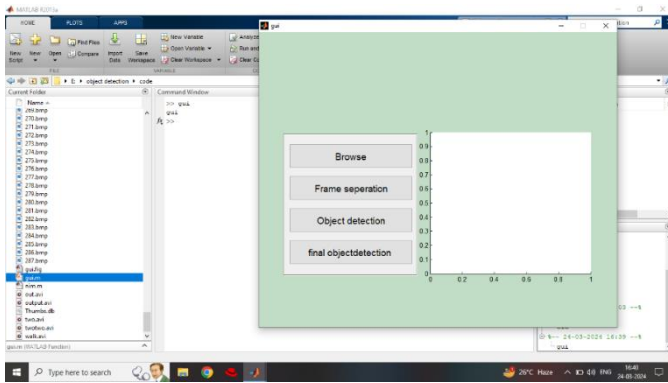 HOME PLOTS APPS
New Script
New
Open
Find Files
Compare
Import Data
Save Workspace
New Variable
Open Variable
Clear Workspace
FILE
VARIABLE
object detection code
Current Folder
Name
269.bmp
270.bmp
271.bmp
272.bmp
273.bmp
274.bmp
275.bmp
276.bmp
277.bmp
278.bmp
279.bmp
280.bmp
281.bmp
282.bmp
283.bmp
284.bmp
285.bmp
286.bmp
287.bmp
gui.fig
gui.m
out.avi
output.avi
Thumbs.db
two.avi
twotwo.avi
walk.avi
gui.m (MATLAB Function)
Command Window
>> gui
gui
fx >>
gui
Browse
Frame seperation
Object detection
final objectdetection
1
0.9
0.8
0.7
0.6
0.5
0.4
0.3
0.2
0.1
0
0 0.2 0.4 0.6 0.8 1
%-- 24-03-2024 16:39 --%
gui
Type here to search
26°C Haze
ENG
16:40
24-03-2024